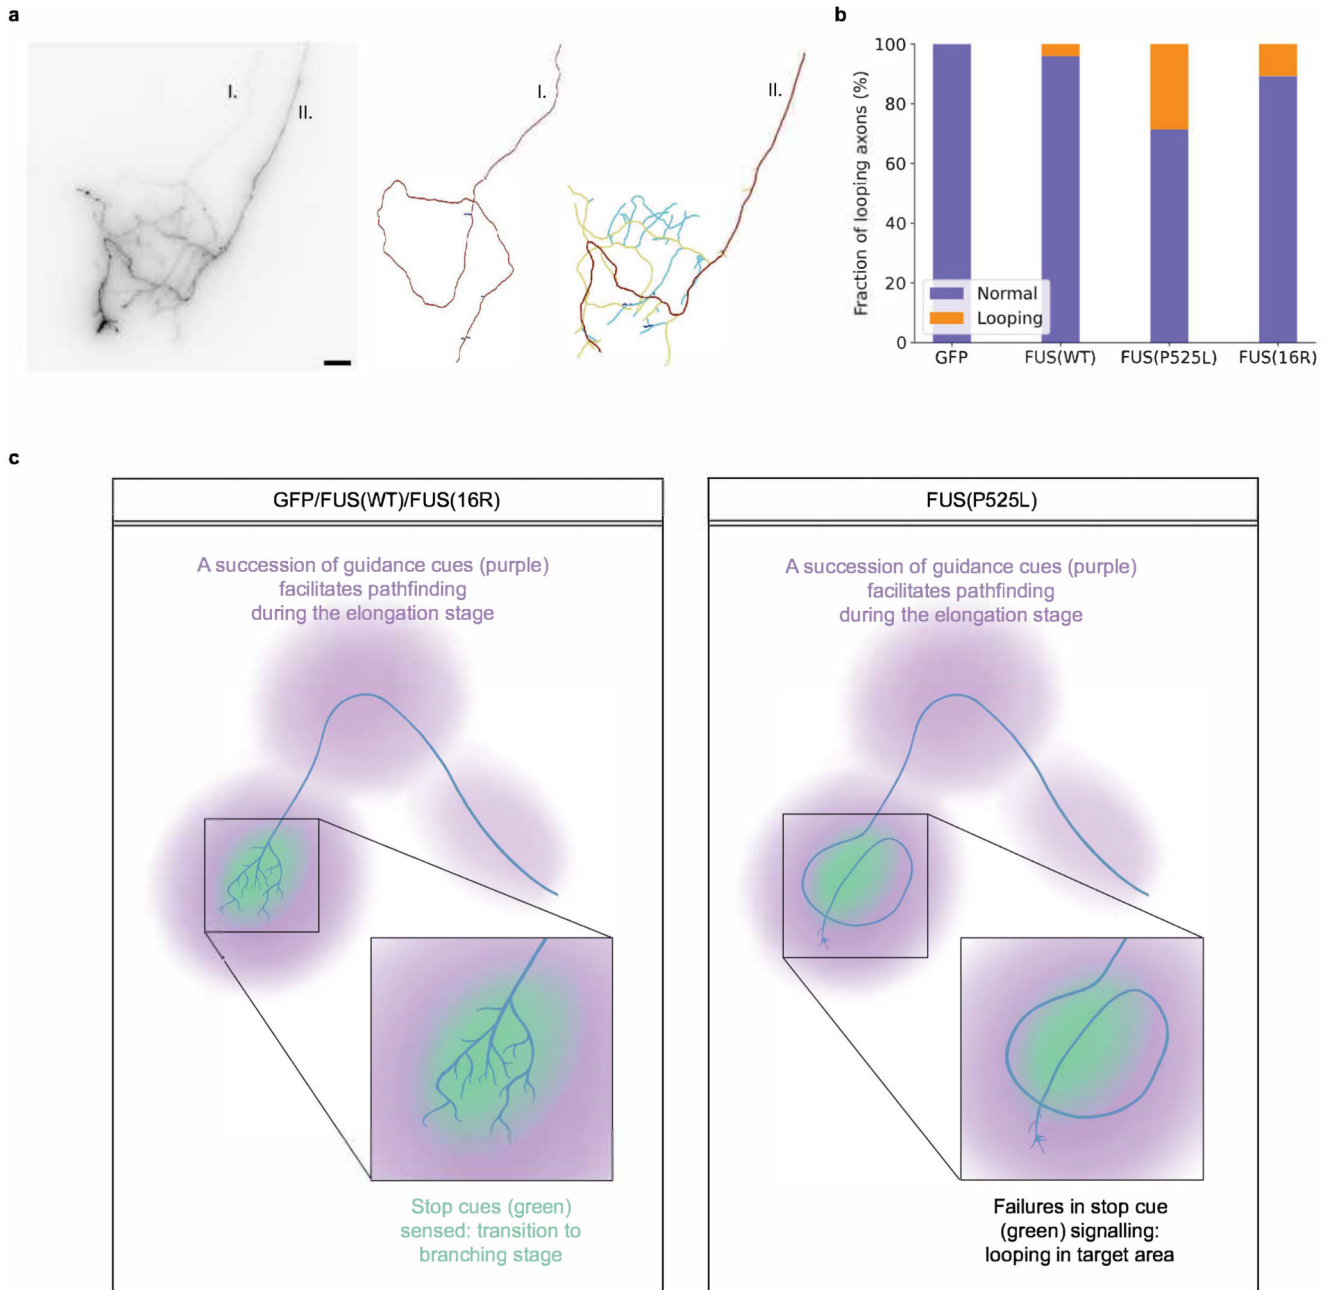 a
I.
II.
I.
II.
b
Fraction of looping axons (%)
100
80
60
40
20
0
Normal
Looping
GFP
FUS(WT)
FUS(P525L)
FUS(16R)
c
GFP/FUS(WT)/FUS(16R)
A succession of guidance cues (purple)
facilitates pathfinding
during the elongation stage
Stop cues (green)
sensed: transition to
branching stage
FUS(P525L)
A succession of guidance cues (purple)
facilitates pathfinding
during the elongation stage
Failures in stop cue
(green) signalling:
looping in target area